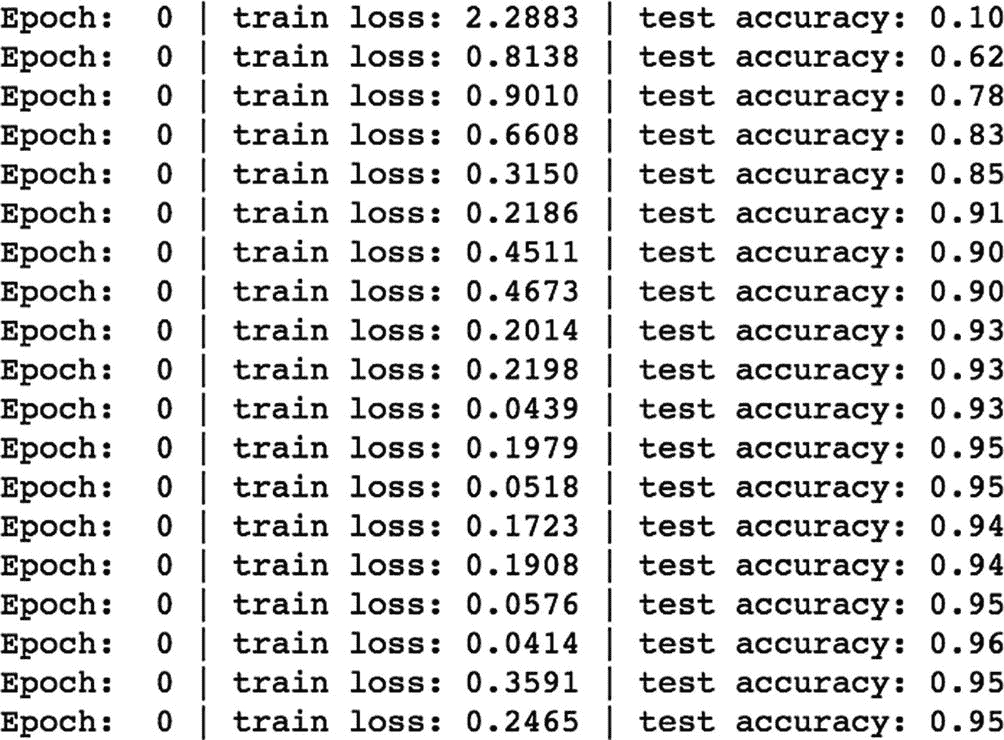 Epoch:  0 | train loss: 2.2883 | test accuracy: 0.10
Epoch:  0 | train loss: 0.8138 | test accuracy: 0.62
Epoch:  0 | train loss: 0.9010 | test accuracy: 0.78
Epoch:  0 | train loss: 0.6608 | test accuracy: 0.83
Epoch:  0 | train loss: 0.3150 | test accuracy: 0.85
Epoch:  0 | train loss: 0.2186 | test accuracy: 0.91
Epoch:  0 | train loss: 0.4511 | test accuracy: 0.90
Epoch:  0 | train loss: 0.4673 | test accuracy: 0.90
Epoch:  0 | train loss: 0.2014 | test accuracy: 0.93
Epoch:  0 | train loss: 0.2198 | test accuracy: 0.93
Epoch:  0 | train loss: 0.0439 | test accuracy: 0.93
Epoch:  0 | train loss: 0.1979 | test accuracy: 0.95
Epoch:  0 | train loss: 0.0518 | test accuracy: 0.95
Epoch:  0 | train loss: 0.1723 | test accuracy: 0.94
Epoch:  0 | train loss: 0.1908 | test accuracy: 0.94
Epoch:  0 | train loss: 0.0576 | test accuracy: 0.95
Epoch:  0 | train loss: 0.0414 | test accuracy: 0.96
Epoch:  0 | train loss: 0.3591 | test accuracy: 0.95
Epoch:  0 | train loss: 0.2465 | test accuracy: 0.95